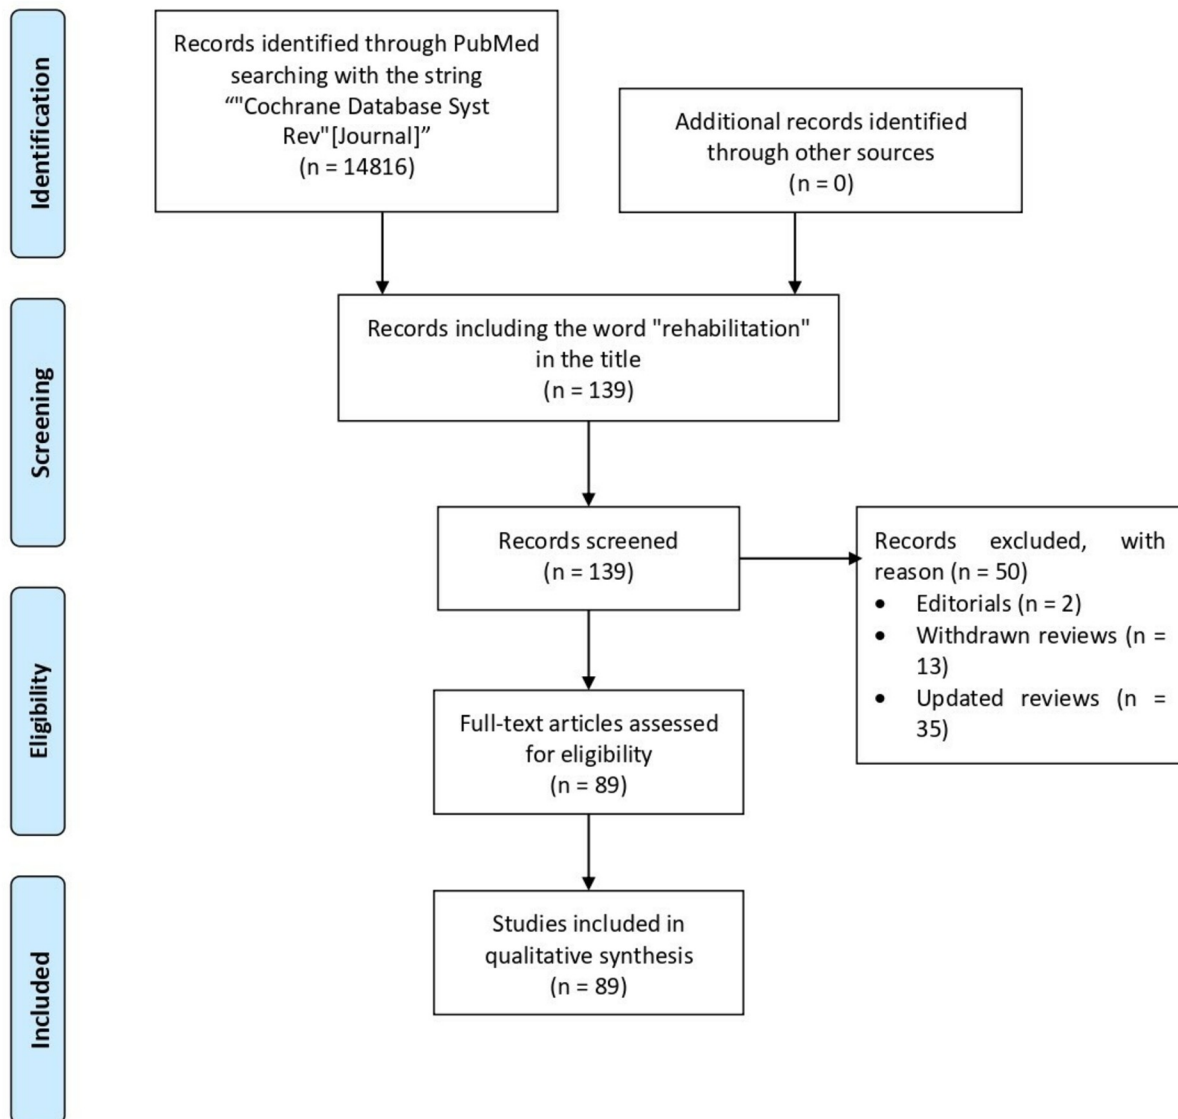 Identification
Records identified through PubMed
searching with the string
“"Cochrane Database Syst
Rev"[Journal]”
(n = 14816)
Additional records identified
through other sources
(n = 0)
Screening
Records including the word "rehabilitation"
in the title
(n = 139)
Records screened
(n = 139)
Records excluded, with
reason (n = 50)
• Editorials (n = 2)
• Withdrawn reviews (n =
13)
• Updated reviews (n =
35)
Eligibility
Full-text articles assessed
for eligibility
(n = 89)
Included
Studies included in
qualitative synthesis
(n = 89)